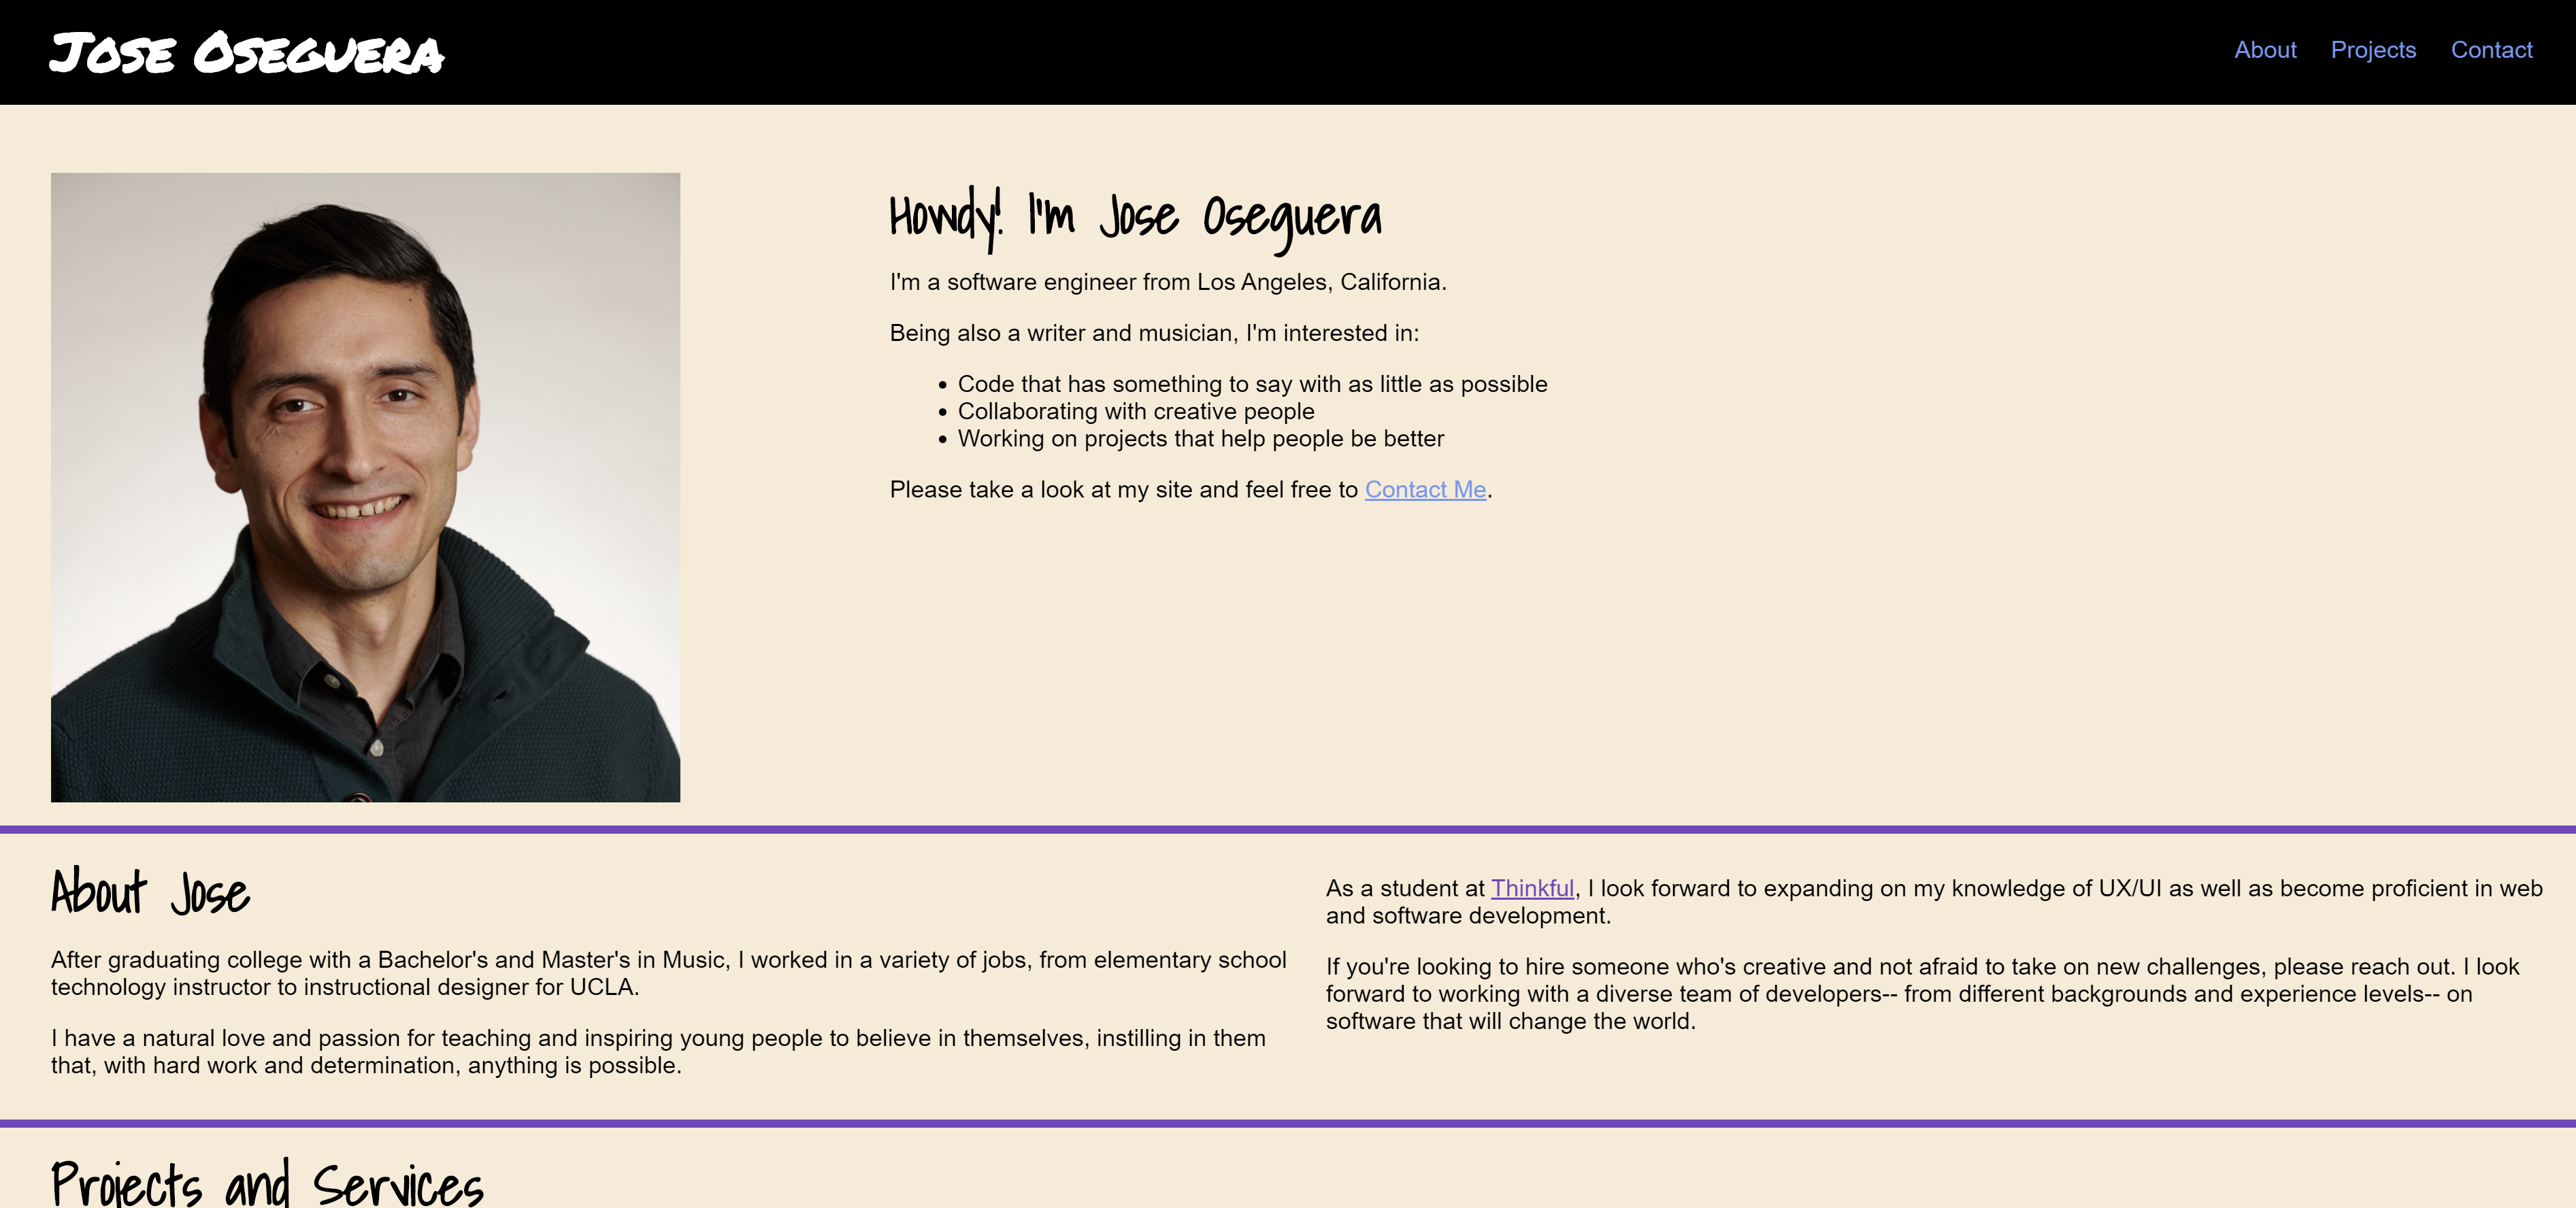 Jose Oseguera
About Projects Contact
Howdy! I'm Jose Oseguera
I'm a software engineer from Los Angeles, California.
Being also a writer and musician, I'm interested in:
• Code that has something to say with as little as possible
• Collaborating with creative people
• Working on projects that help people be better
Please take a look at my site and feel free to Contact Me.
About Jose
After graduating college with a Bachelor's and Master's in Music, I worked in a variety of jobs, from elementary school
technology instructor to instructional designer for UCLA.
I have a natural love and passion for teaching and inspiring young people to believe in themselves, instilling in them
that, with hard work and determination, anything is possible.
As a student at Thinkful, I look forward to expanding on my knowledge of UX/UI as well as become proficient in web
and software development.
If you're looking to hire someone who's creative and not afraid to take on new challenges, please reach out. I look
forward to working with a diverse team of developers-- from different backgrounds and experience levels-- on
software that will change the world.
Projects and Services